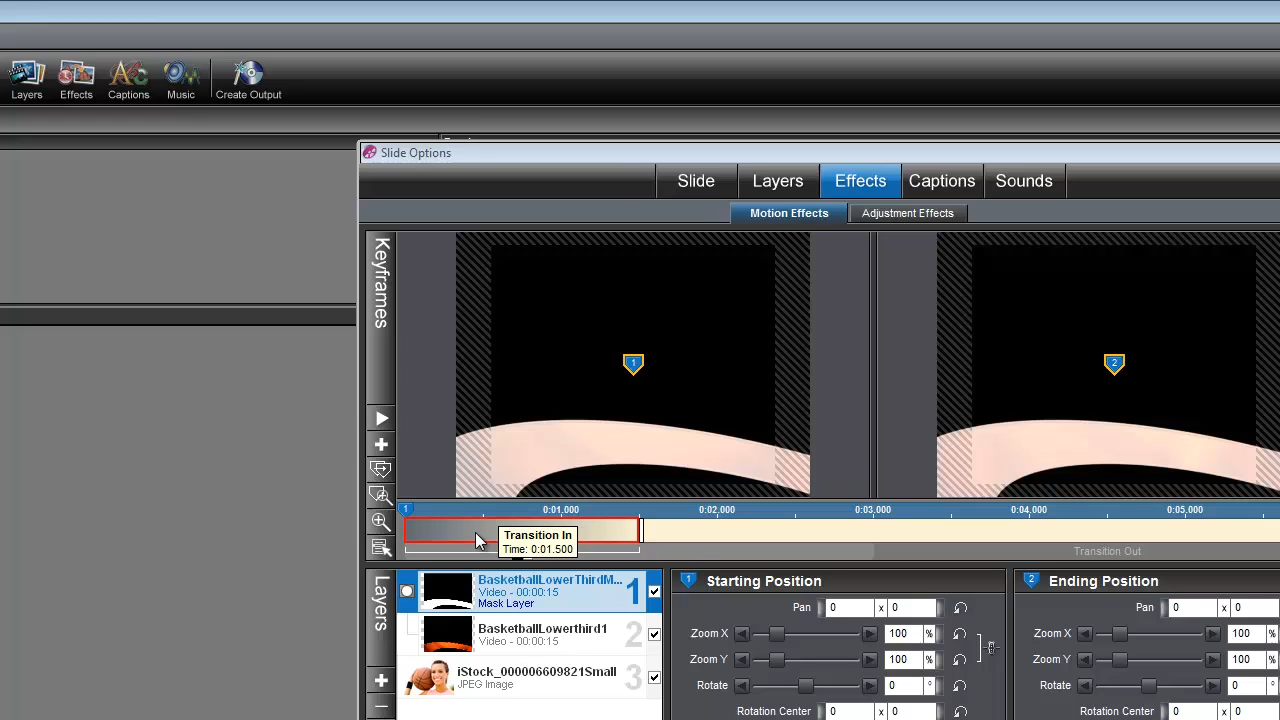 Layers Effects Captions Music Create Output
Slide Options
Slide Layers Effects Captions Sounds
Motion Effects Adjustment Effects
Keyframes
1 2
1 0:01,000 0:02,000 0:03,000 0:04,000 0:05,000
Transition In
Time: 0:01.500
Transition Out
Layers
BasketballLowerThirdM... 1
Video - 00:00:15
Mask Layer
BasketballLowerthird1 2
Video - 00:00:15
iStock_000006609821Small 3
JPEG Image
1 Starting Position
Pan 0 x 0
Zoom X 100 %
Zoom Y 100 %
Rotate 0 °
Rotation Center 0 x 0
2 Ending Position
Pan 0 x 0
Zoom X 100 %
Zoom Y 100 %
Rotate 0 °
Rotation Center 0 x 0